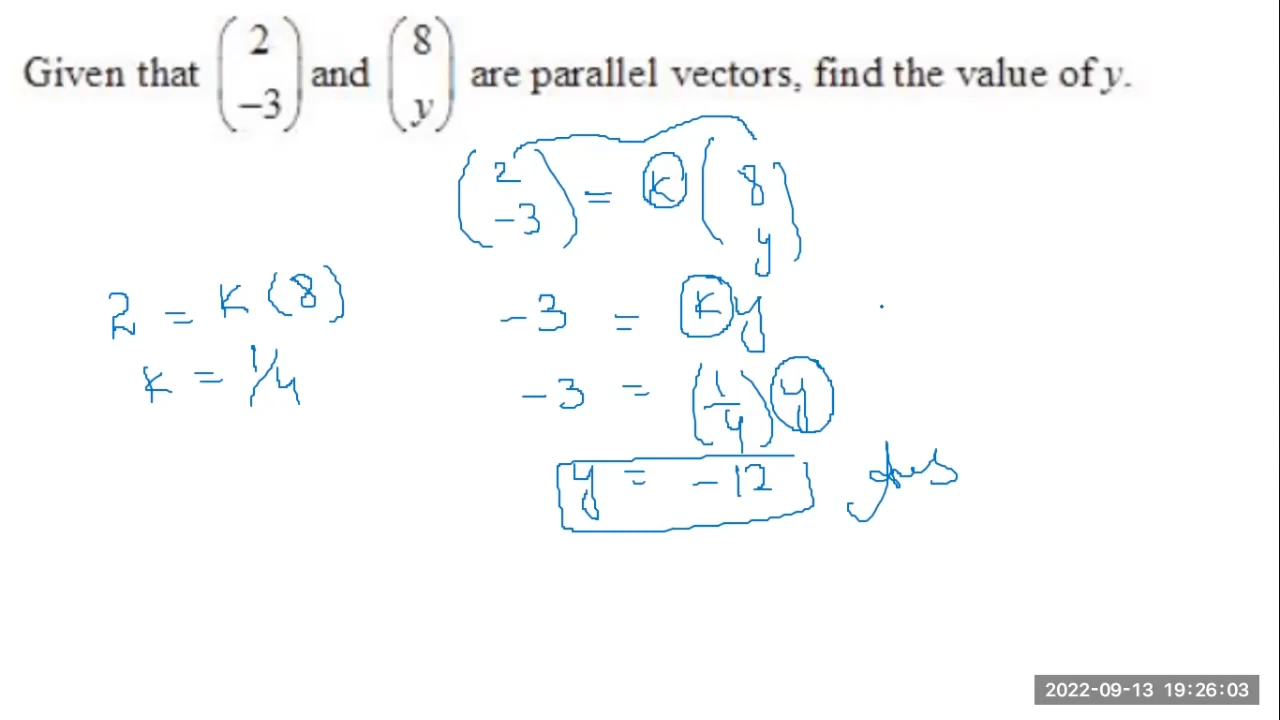 Given that (2 −3) and (8 y) are parallel vectors, find the value of y.
(2 −3) = k (8 y)
2 = k (8)
−3 = k y
k = 1/4
−3 = (1/4) y
y = −12 Ans
2022-09-13 19:26:03